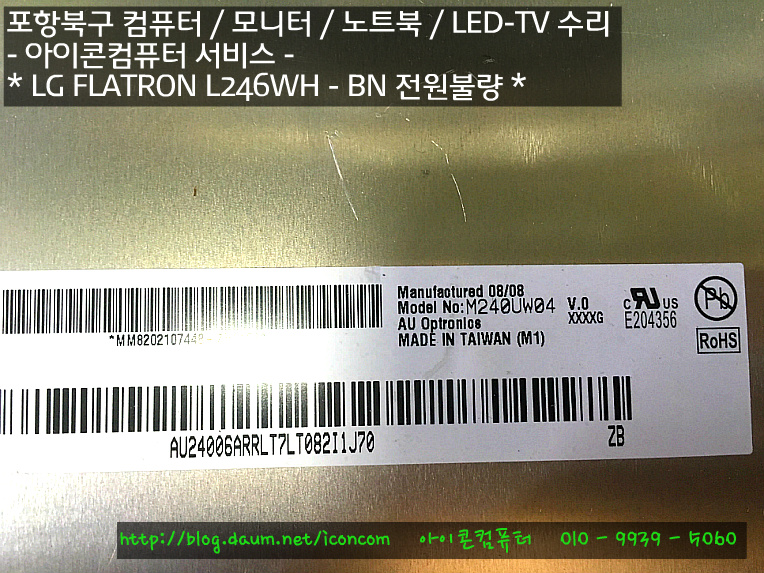 포항북구 컴퓨터 / 모니터 / 노트북 / LED-TV 수리
- 아이콘컴퓨터 서비스 -
* LG FLATRON L246WH - BN 전원불량 *
Manufactured 08/08
Model No:M240UW04 V.0
AU Optronics XXXXG
MADE IN TAIWAN (M1)
c RU US
E204356
Pb
RoHS
AU24006ARRLT7LT082I1J70 ZB
http://blog.daum.net/iconcom 아이콘컴퓨터 010 - 9939 - 5060